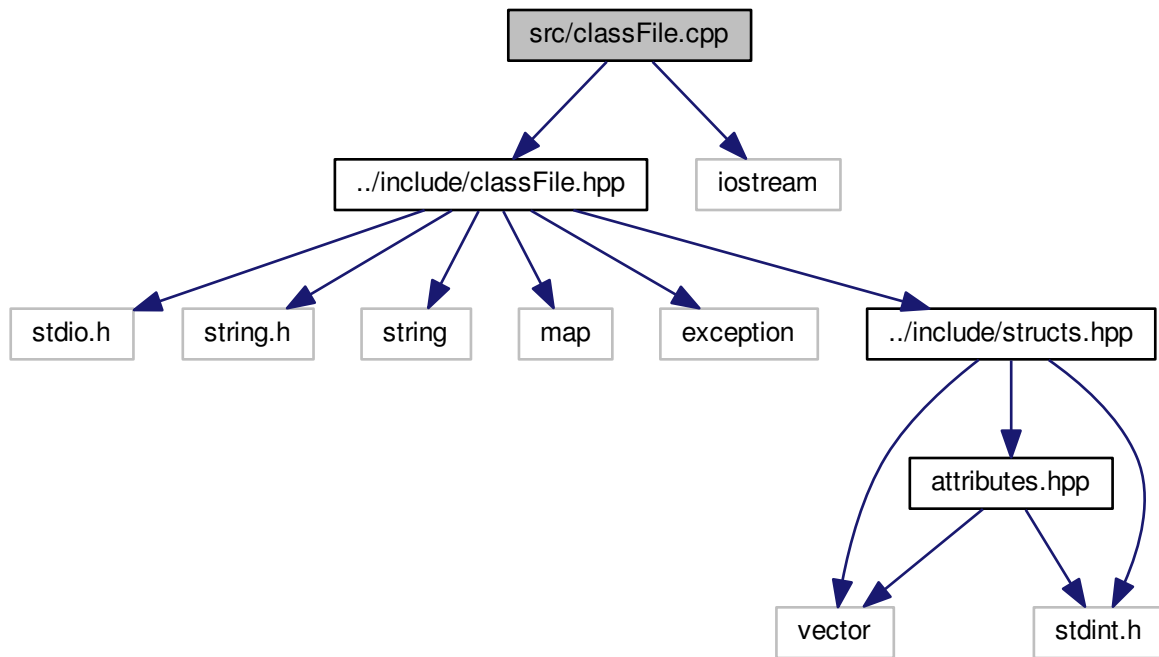 src/classFile.cpp
../include/classFile.hpp
iostream
stdio.h
string.h
string
map
exception
../include/structs.hpp
attributes.hpp
vector
stdint.h